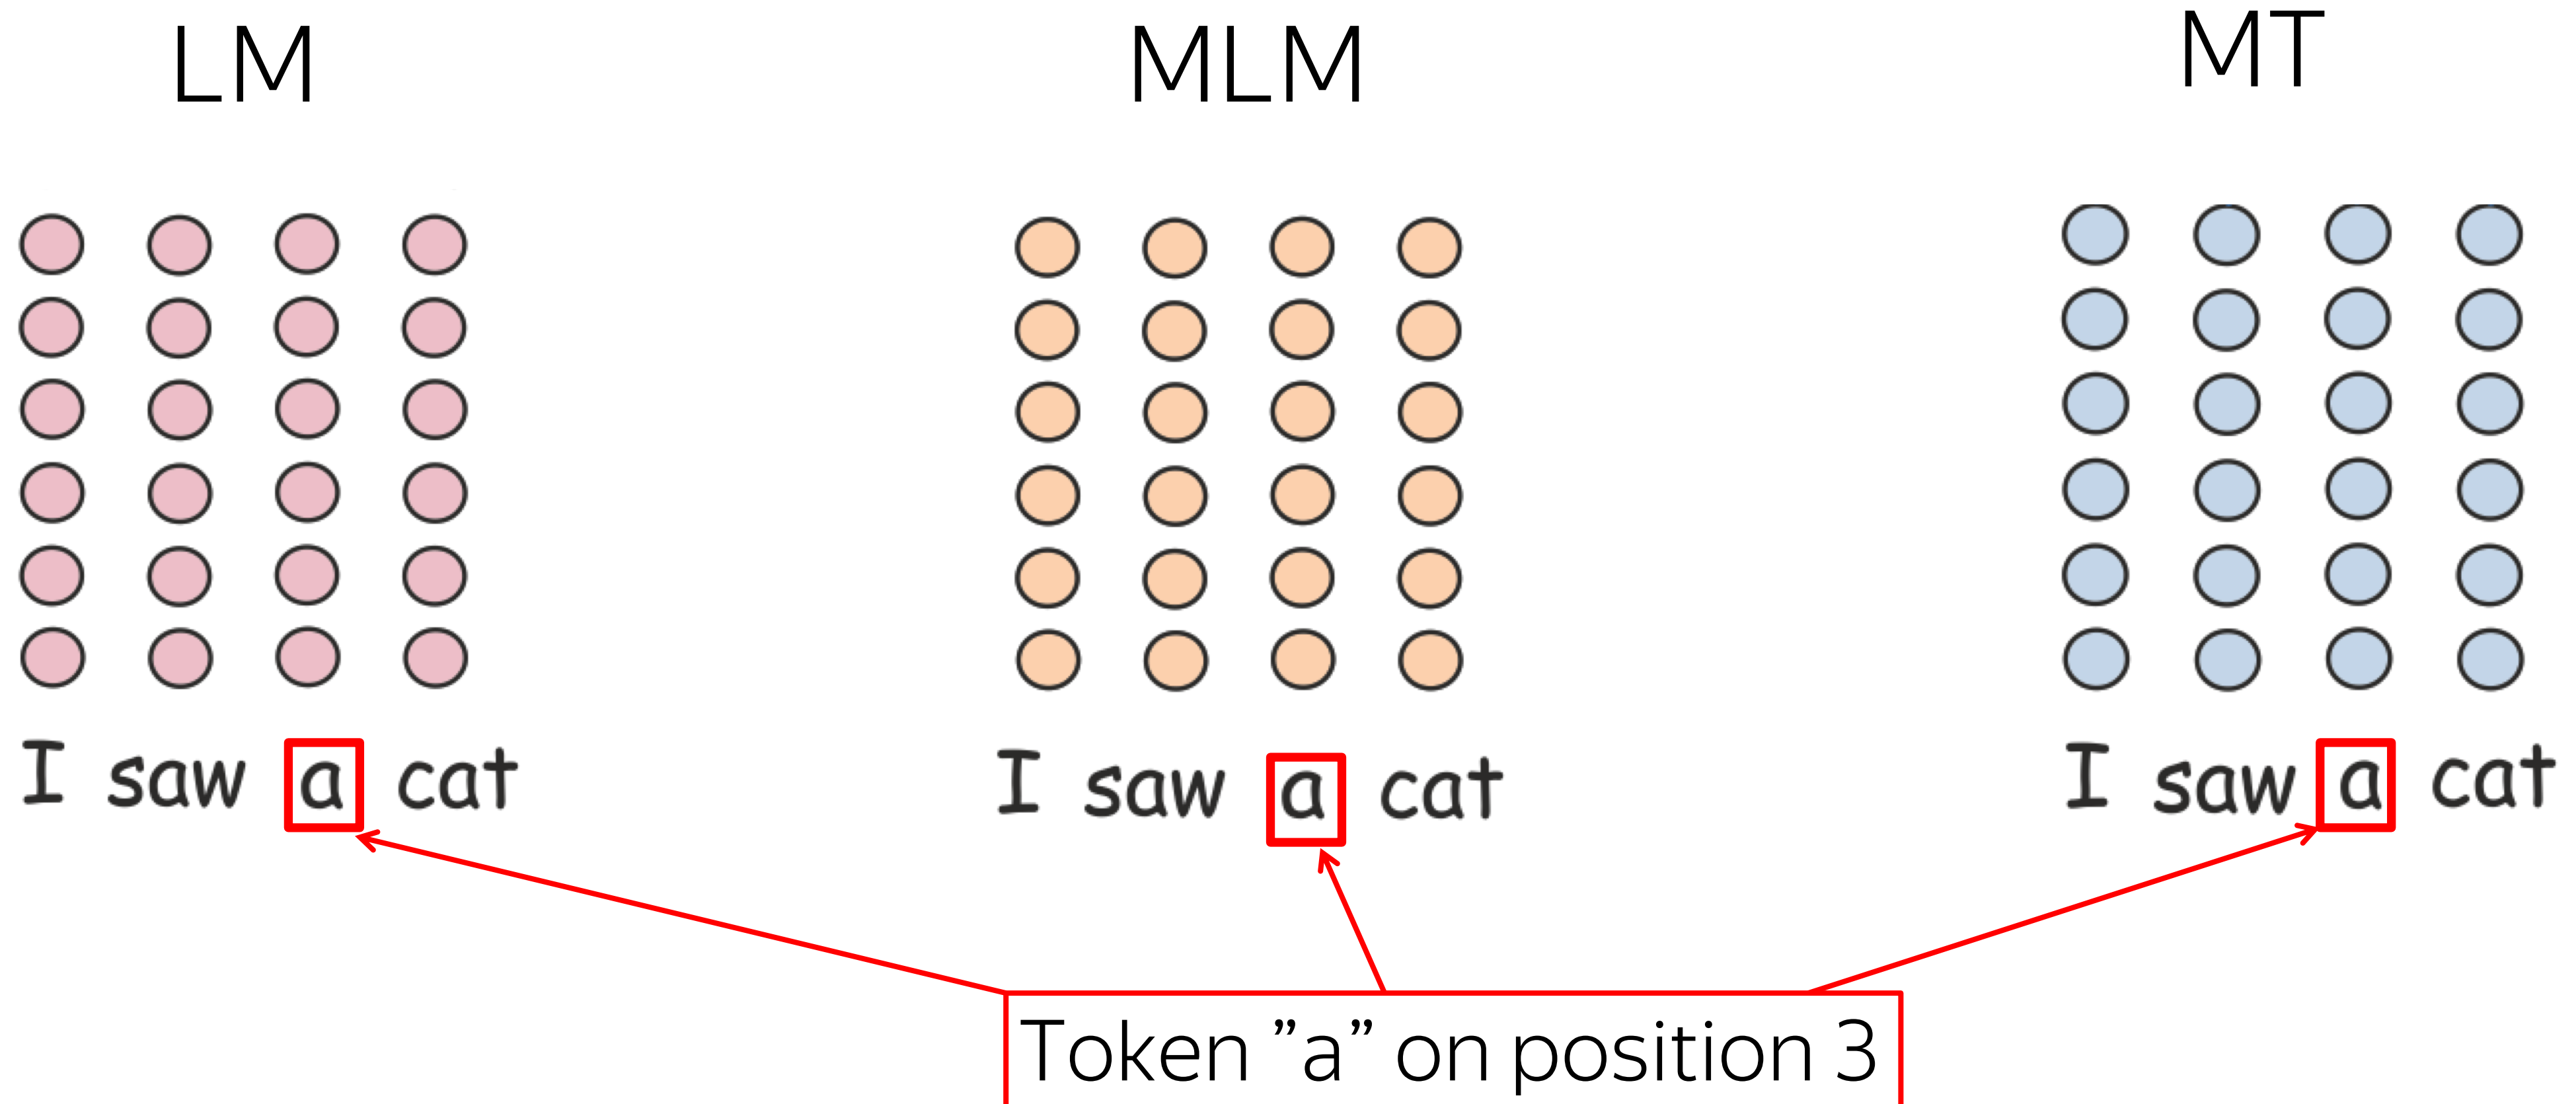 LM MLM MT
I saw a cat I saw a cat I saw a cat
Token ”a” on position 3